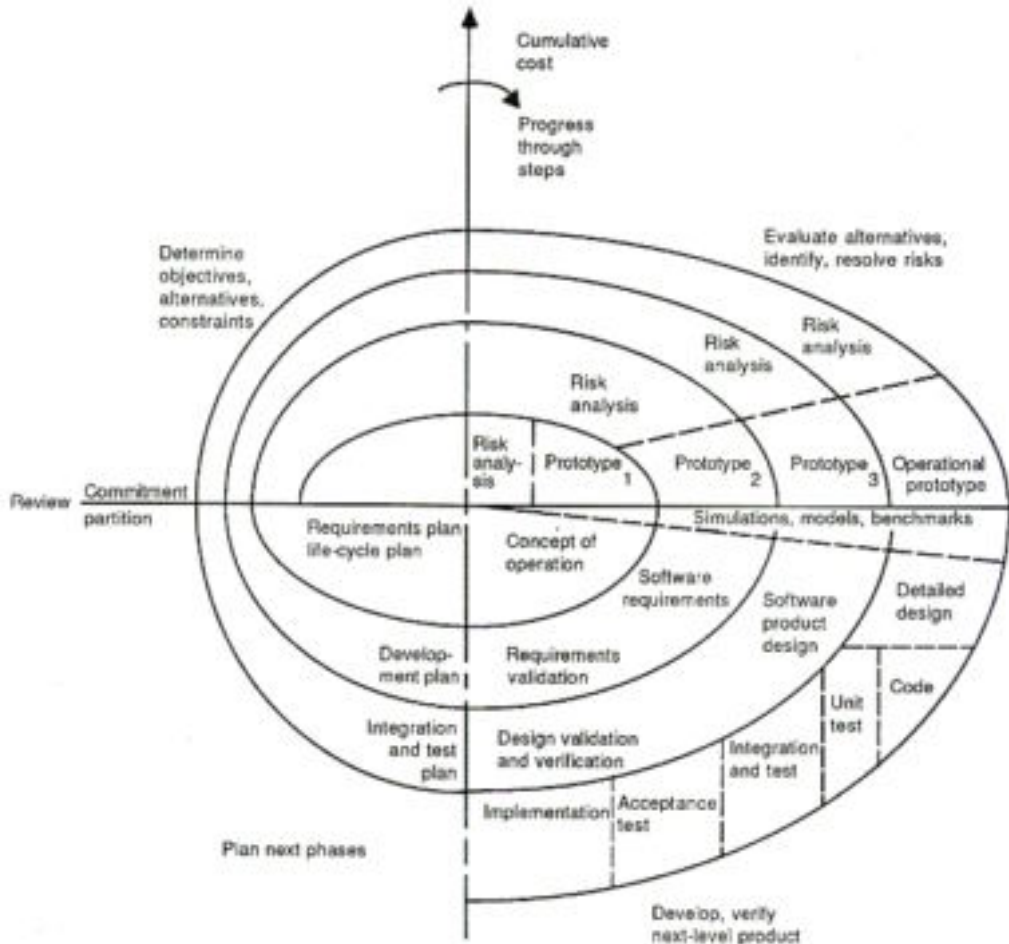 Cumulative
cost
Progress
through
steps
Determine
objectives,
alternatives,
constraints
Evaluate alternatives,
identify, resolve risks
Risk
analysis
Risk
analysis
Risk
analysis
Risk
analy-
sis
Prototype
1
Prototype
2
Prototype
3
Operational
prototype
Review
Commitment
partition
Simulations, models, benchmarks
Requirements plan
life-cycle plan
Concept of
operation
Software
requirements
Software
product
design
Detailed
design
Develop-
ment plan
Requirements
validation
Code
Unit
test
Integration
and test
plan
Design validation
and verification
Integration
and test
Acceptance
test
Implementation
Plan next phases
Develop, verify
next-level product